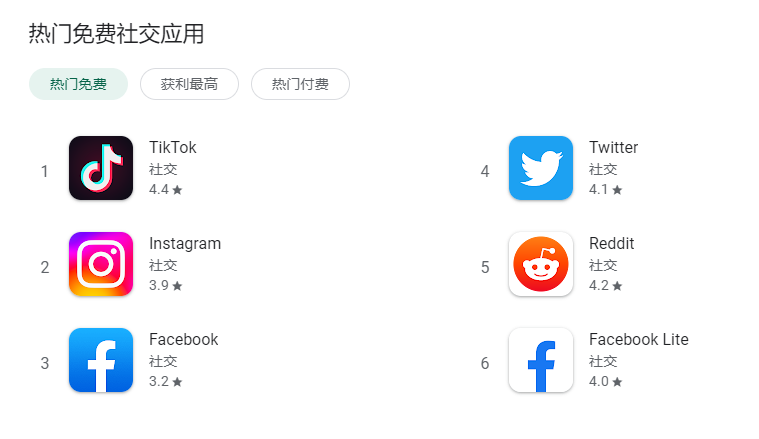 热门免费社交应用
热门免费 获利最高 热门付费
1
TikTok
社交
4.4 ★
2
Instagram
社交
3.9 ★
3
Facebook
社交
3.2 ★
4
Twitter
社交
4.1 ★
5
Reddit
社交
4.2 ★
6
Facebook Lite
社交
4.0 ★